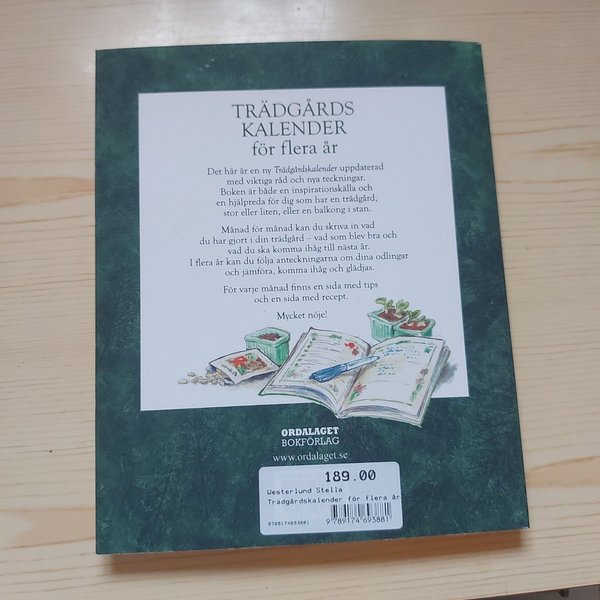 TRÄDGÅRDS
KALENDER
för flera år
Det här är en ny Trädgårdskalender uppdaterad
med viktiga råd och nya teckningar.
Boken är både en inspirationskälla och
en hjälpreda för dig som har en trädgård,
stor eller liten, eller en balkong i stan.
Månad för månad kan du skriva in vad
du har gjort i din trädgård – vad som blev bra och
vad du ska komma ihåg till nästa år.
I flera år kan du följa anteckningarna om dina odlingar
och jämföra, komma ihåg och glädjas.
För varje månad finns en sida med tips
och en sida med recept.
Mycket nöje!
ORDALAGET
BOKFÖRLAG
www.ordalaget.se
189.00
Westerlund Stella
Trädgårdskalender för flera år
9789174693881
9 789174 693881